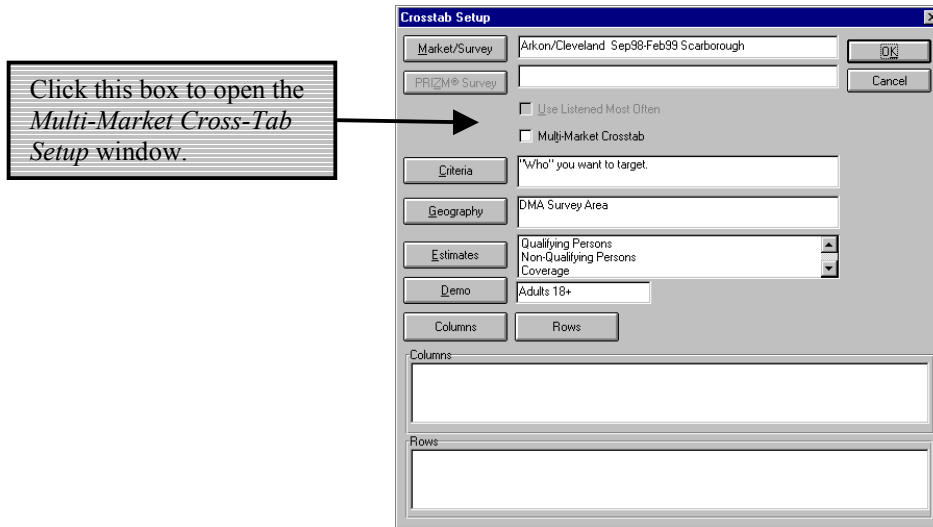 Crosstab Setup
Market/Survey
Arkon/Cleveland Sep98-Feb99 Scarborough
OK
PRIZM® Survey
Cancel
Click this box to open the
Multi-Market Cross-Tab
Setup window.
Use Listened Most Often
Multi-Market Crosstab
Criteria
"Who" you want to target.
Geography
DMA Survey Area
Estimates
Qualifying Persons
Non-Qualifying Persons
Coverage
Demo
Adults 18+
Columns
Rows
Columns
Rows